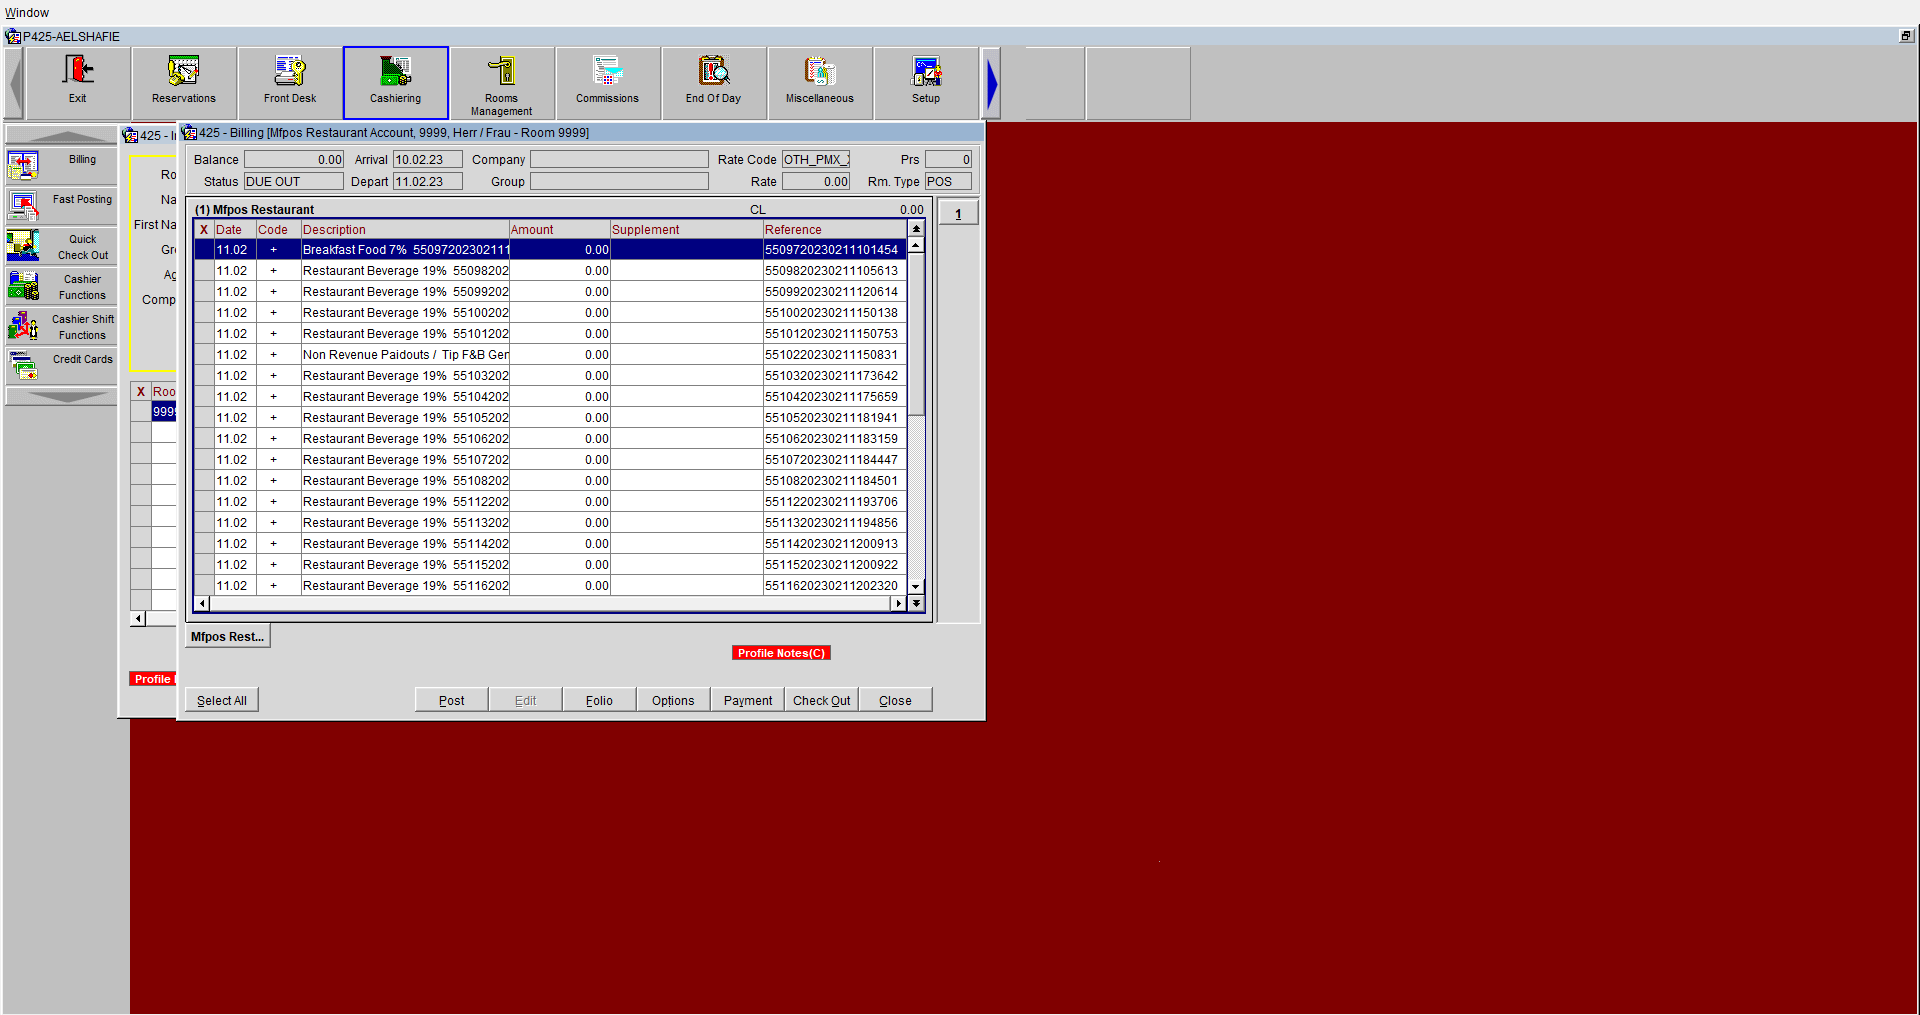 Window
P425-AELSHAFIE
Exit
Reservations
Front Desk
Cashiering
Rooms
Management
Commissions
End Of Day
Miscellaneous
Setup
Billing
Fast Posting
Quick
Check Out
Cashier
Functions
Cashier Shift
Functions
Credit Cards
425 - I
Ro
Na
First Na
Gr
Ag
Comp
X Roo
9999
Profile
425 - Billing [Mfpos Restaurant Account, 9999, Herr / Frau - Room 9999]
Balance 0.00 Arrival 10.02.23 Company Rate Code OTH_PMX_ Prs 0
Status DUE OUT Depart 11.02.23 Group Rate 0.00 Rm. Type POS
(1) Mfpos Restaurant CL 0.00
1
X Date Code Description Amount Supplement Reference
11.02 + Breakfast Food 7% 55097202302111 0.00 5509720230211101454
11.02 + Restaurant Beverage 19% 55098202 0.00 5509820230211105613
11.02 + Restaurant Beverage 19% 55099202 0.00 5509920230211120614
11.02 + Restaurant Beverage 19% 55100202 0.00 5510020230211150138
11.02 + Restaurant Beverage 19% 55101202 0.00 5510120230211150753
11.02 + Non Revenue Paidouts / Tip F&B Ger 0.00 5510220230211150831
11.02 + Restaurant Beverage 19% 55103202 0.00 5510320230211173642
11.02 + Restaurant Beverage 19% 55104202 0.00 5510420230211175659
11.02 + Restaurant Beverage 19% 55105202 0.00 5510520230211181941
11.02 + Restaurant Beverage 19% 55106202 0.00 5510620230211183159
11.02 + Restaurant Beverage 19% 55107202 0.00 5510720230211184447
11.02 + Restaurant Beverage 19% 55108202 0.00 5510820230211184501
11.02 + Restaurant Beverage 19% 55112202 0.00 5511220230211193706
11.02 + Restaurant Beverage 19% 55113202 0.00 5511320230211194856
11.02 + Restaurant Beverage 19% 55114202 0.00 5511420230211200913
11.02 + Restaurant Beverage 19% 55115202 0.00 5511520230211200922
11.02 + Restaurant Beverage 19% 55116202 0.00 5511620230211202320
Mfpos Rest...
Profile Notes(C)
Select All Post Edit Folio Options Payment Check Out Close